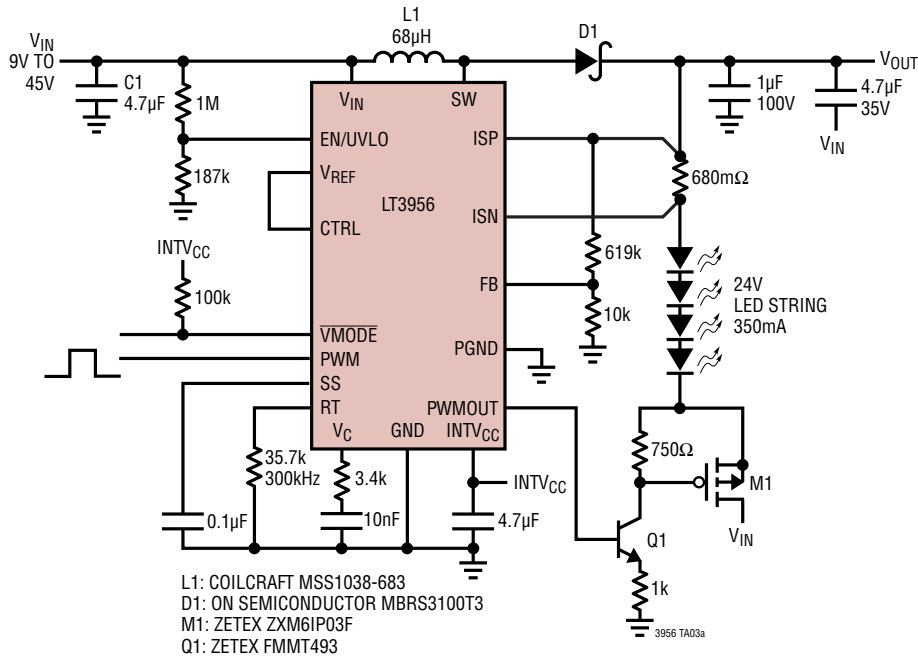 L1
68µH
D1
VIN
9V TO
45V
C1
4.7µF
1M
187k
VIN
SW
EN/UVLO
VREF
CTRL
LT3956
ISP
ISN
FB
PGND
VMODE
PWM
SS
RT
VC
GND
PWMOUT
INTVCC
INTVCC
100k
619k
10k
680mΩ
1µF
100V
VOUT
4.7µF
35V
VIN
24V
LED STRING
350mA
35.7k
300kHz
3.4k
0.1µF
10nF
4.7µF
INTVCC
750Ω
M1
VIN
Q1
1k
L1: COILCRAFT MSS1038-683
D1: ON SEMICONDUCTOR MBRS3100T3
M1: ZETEX ZXM6IP03F
Q1: ZETEX FMMT493
3956 TA03a